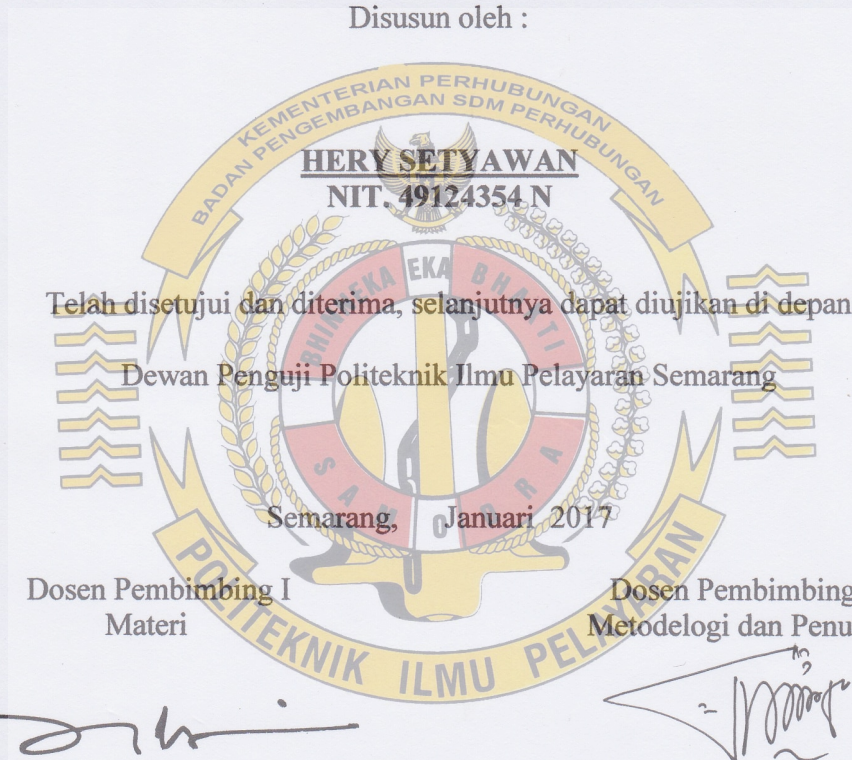 Disusun oleh :
KEMENTERIAN PERHUBUNGAN
BADAN PENGEMBANGAN SDM PERHUBUNGAN
HERY SETYAWAN
NIT. 49124354 N
BHINNEKA EKA BHAKTI
Telah disetujui dan diterima, selanjutnya dapat diujikan di depan
Dewan Penguji Politeknik Ilmu Pelayaran Semarang
SAMODRA
Semarang, Januari 2017
Dosen Pembimbing I
Materi
Dosen Pembimbing
Metodelogi dan Penu
POLITEKNIK ILMU PELAYARAN